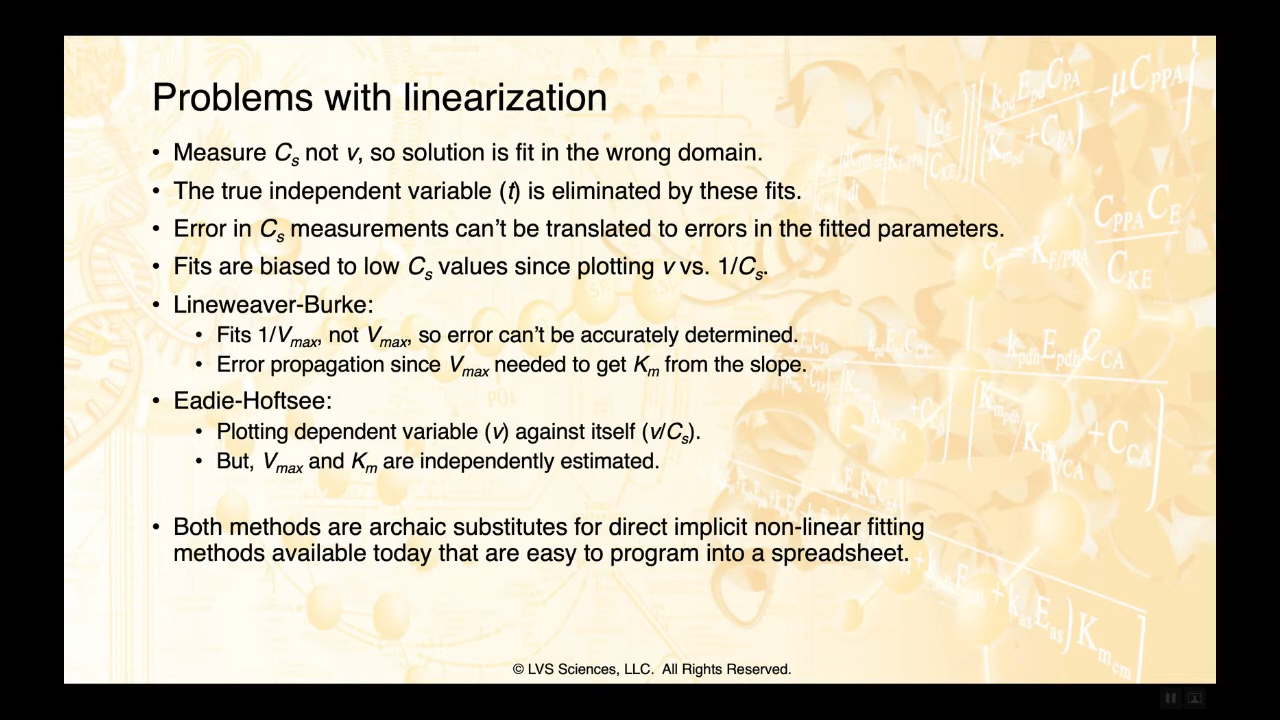 Problems with linearization
• Measure Cs not v, so solution is fit in the wrong domain.
• The true independent variable (t) is eliminated by these fits.
• Error in Cs measurements can’t be translated to errors in the fitted parameters.
• Fits are biased to low Cs values since plotting v vs. 1/Cs.
• Lineweaver-Burke:
• Fits 1/Vmax, not Vmax, so error can’t be accurately determined.
• Error propagation since Vmax needed to get Km from the slope.
• Eadie-Hoftsee:
• Plotting dependent variable (v) against itself (v/Cs).
• But, Vmax and Km are independently estimated.
• Both methods are archaic substitutes for direct implicit non-linear fitting
methods available today that are easy to program into a spreadsheet.
© LVS Sciences, LLC. All Rights Reserved.